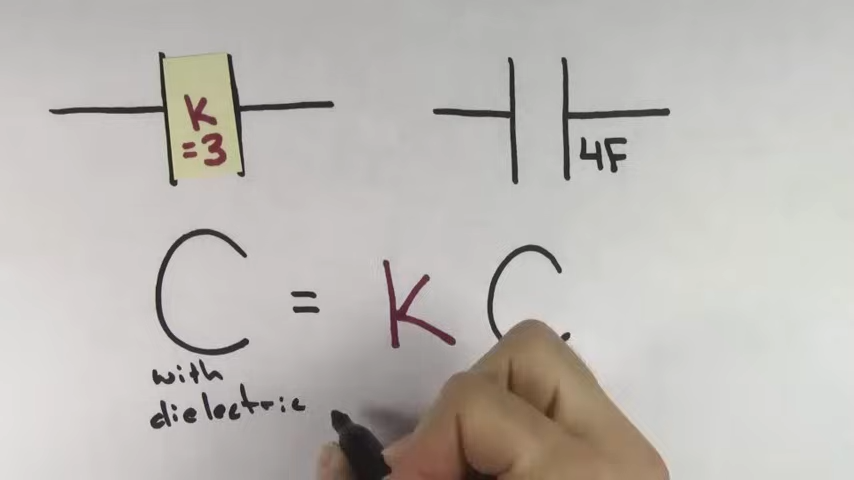 K
=3
4F
C = K C
with
dielectric